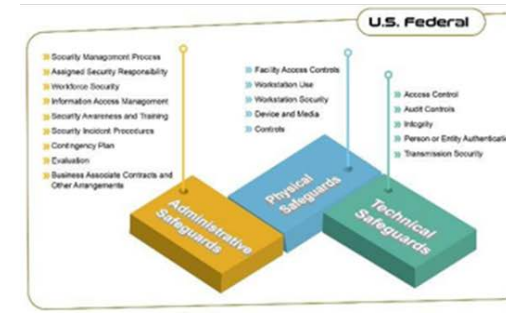 U.S. Federal
Security Management Process
Assigned Security Responsibility
Workforce Security
Information Access Management
Security Awareness and Training
Security Incident Procedures
Contingency Plan
Evaluation
Business Associate Contracts and
Other Arrangements
Facility Access Controls
Workstation Use
Workstation Security
Device and Media
Controls
Access Control
Audit Controls
Integrity
Person or Entity Authenticati
Transmission Security
Administrative
Safeguards
Physical
Safeguards
Technical
Safeguards